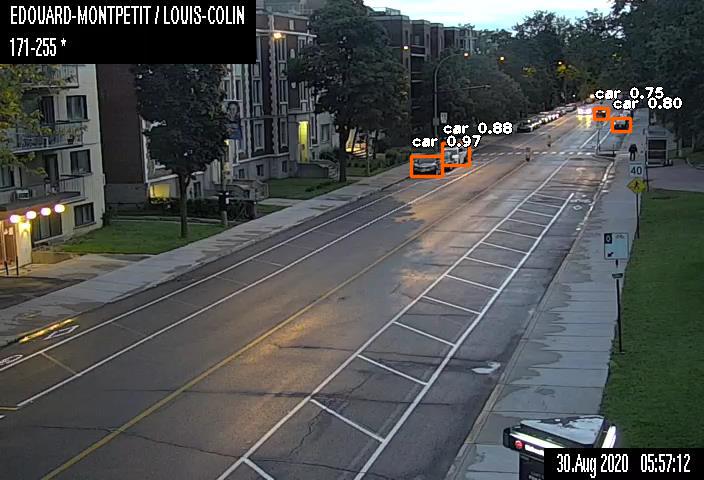 EDOUARD-MONTPETIT / LOUIS-COLIN
171-255 *
car 0.75
car 0.80
car 0.88
car 0.97
40
30.Aug 2020 05:57:12